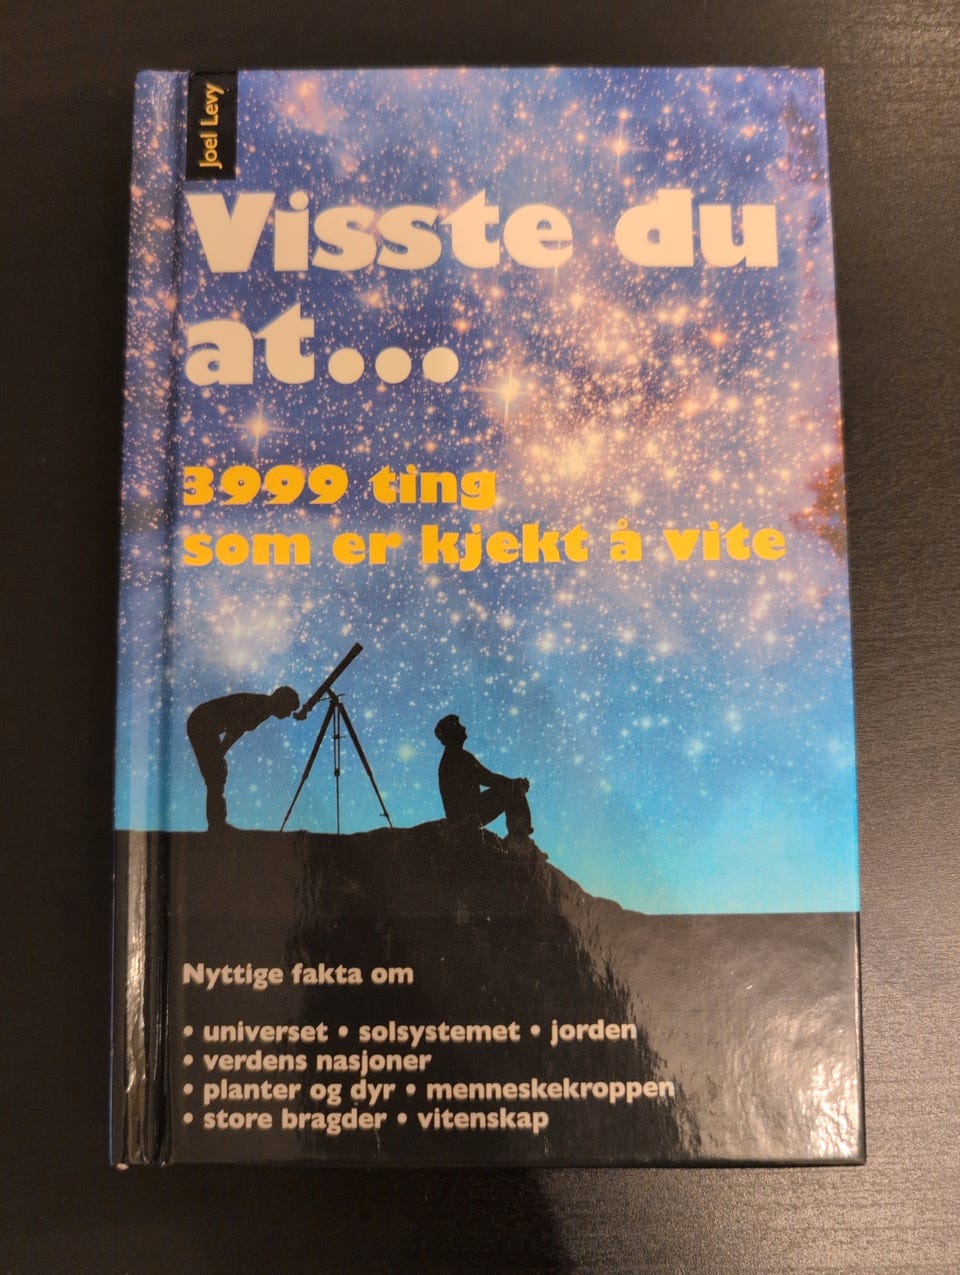 Joel Levy
Visste du
at...
3999 ting
som er kjekt å vite
Nyttige fakta om
• universet • solsystemet • jorden
• verdens nasjoner
• planter og dyr • menneskekroppen
• store bragder • vitenskap